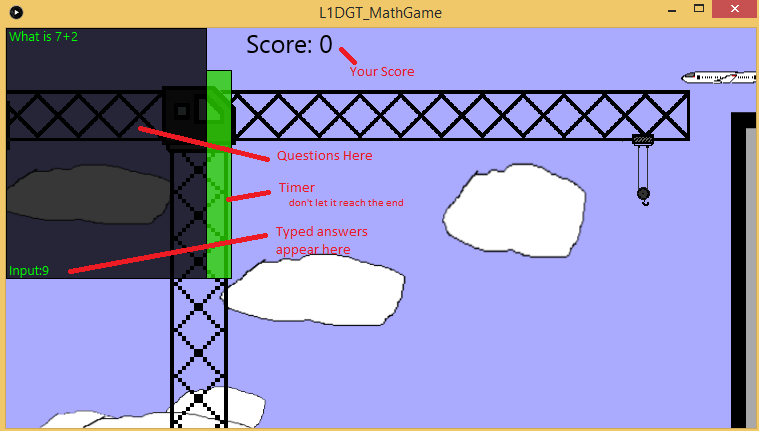 L1DGT_MathGame
What is 7+2
Score: 0
Your Score
Questions Here
Timer
don't let it reach the end
Typed answers
appear here
Input:9